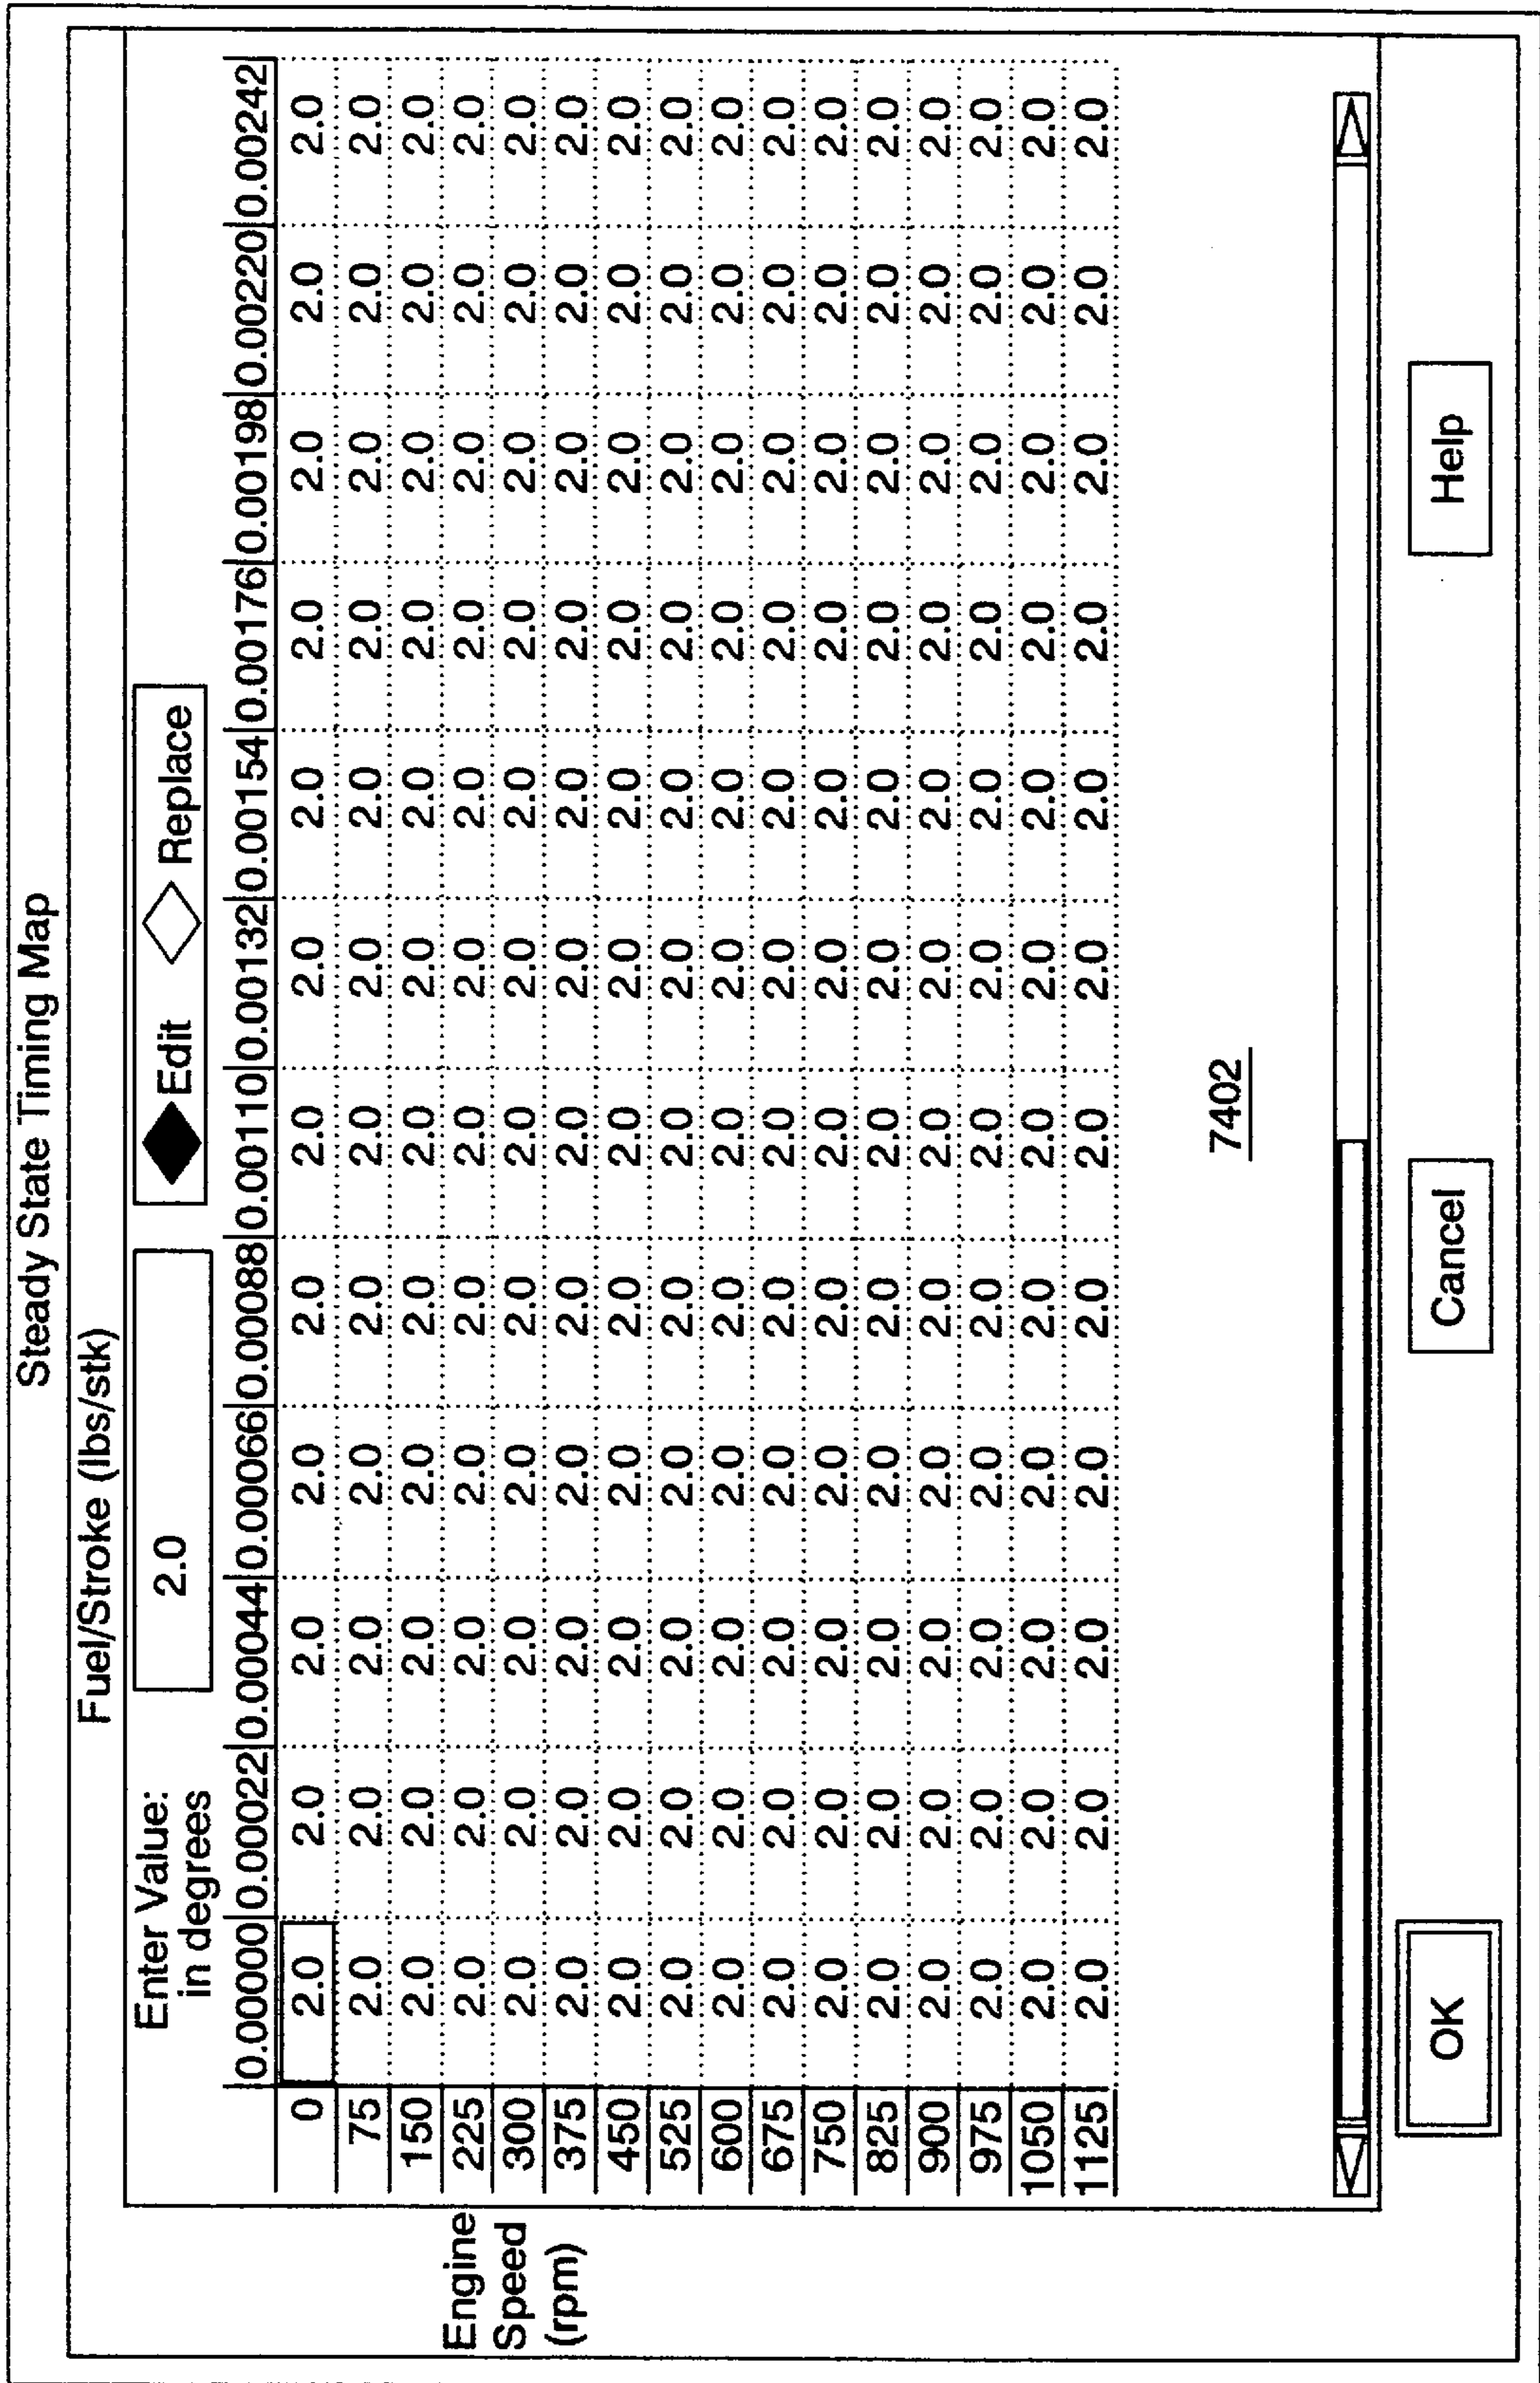 Steady State Timing Map
Fuel/Stroke (lbs/stk)
Enter Value: 2.0 Edit Replace
in degrees
0.00000 0.00022 0.00044 0.00066 0.00088 0.00110 0.00132 0.00154 0.00176 0.00198 0.00220 0.00242
0 2.0 2.0 2.0 2.0 2.0 2.0 2.0 2.0 2.0 2.0 2.0 2.0
75 2.0 2.0 2.0 2.0 2.0 2.0 2.0 2.0 2.0 2.0 2.0 2.0
150 2.0 2.0 2.0 2.0 2.0 2.0 2.0 2.0 2.0 2.0 2.0 2.0
Engine 225 2.0 2.0 2.0 2.0 2.0 2.0 2.0 2.0 2.0 2.0 2.0 2.0
Speed 300 2.0 2.0 2.0 2.0 2.0 2.0 2.0 2.0 2.0 2.0 2.0 2.0
(rpm) 375 2.0 2.0 2.0 2.0 2.0 2.0 2.0 2.0 2.0 2.0 2.0 2.0
450 2.0 2.0 2.0 2.0 2.0 2.0 2.0 2.0 2.0 2.0 2.0 2.0
525 2.0 2.0 2.0 2.0 2.0 2.0 2.0 2.0 2.0 2.0 2.0 2.0
600 2.0 2.0 2.0 2.0 2.0 2.0 2.0 2.0 2.0 2.0 2.0 2.0
675 2.0 2.0 2.0 2.0 2.0 2.0 2.0 2.0 2.0 2.0 2.0 2.0
750 2.0 2.0 2.0 2.0 2.0 2.0 2.0 2.0 2.0 2.0 2.0 2.0
825 2.0 2.0 2.0 2.0 2.0 2.0 2.0 2.0 2.0 2.0 2.0 2.0
900 2.0 2.0 2.0 2.0 2.0 2.0 2.0 2.0 2.0 2.0 2.0 2.0
975 2.0 2.0 2.0 2.0 2.0 2.0 2.0 2.0 2.0 2.0 2.0 2.0
1050 2.0 2.0 2.0 2.0 2.0 2.0 2.0 2.0 2.0 2.0 2.0 2.0
1125 2.0 2.0 2.0 2.0 2.0 2.0 2.0 2.0 2.0 2.0 2.0 2.0
7402
OK Cancel Help